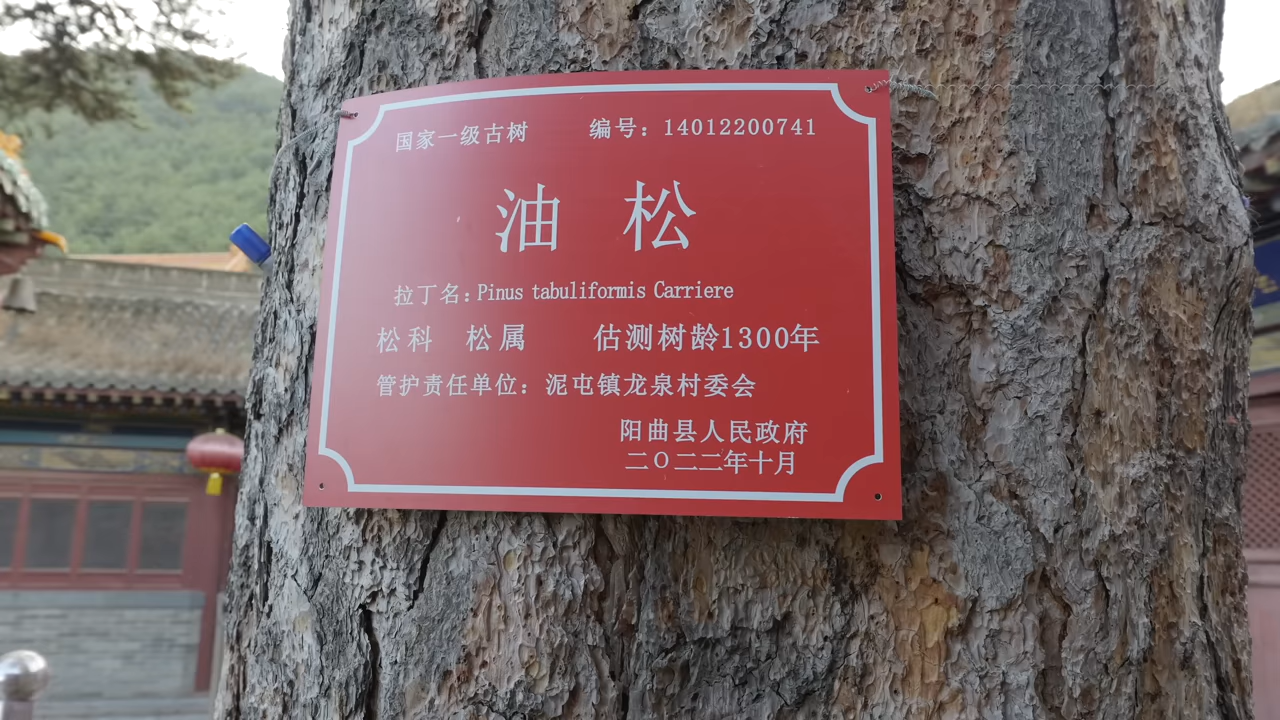 国家一级古树 编号：14012200741
油 松
拉丁名：Pinus tabuliformis Carriere
松科 松属 估测树龄1300年
管护责任单位：泥屯镇龙泉村委会
阳曲县人民政府
二〇二二年十月